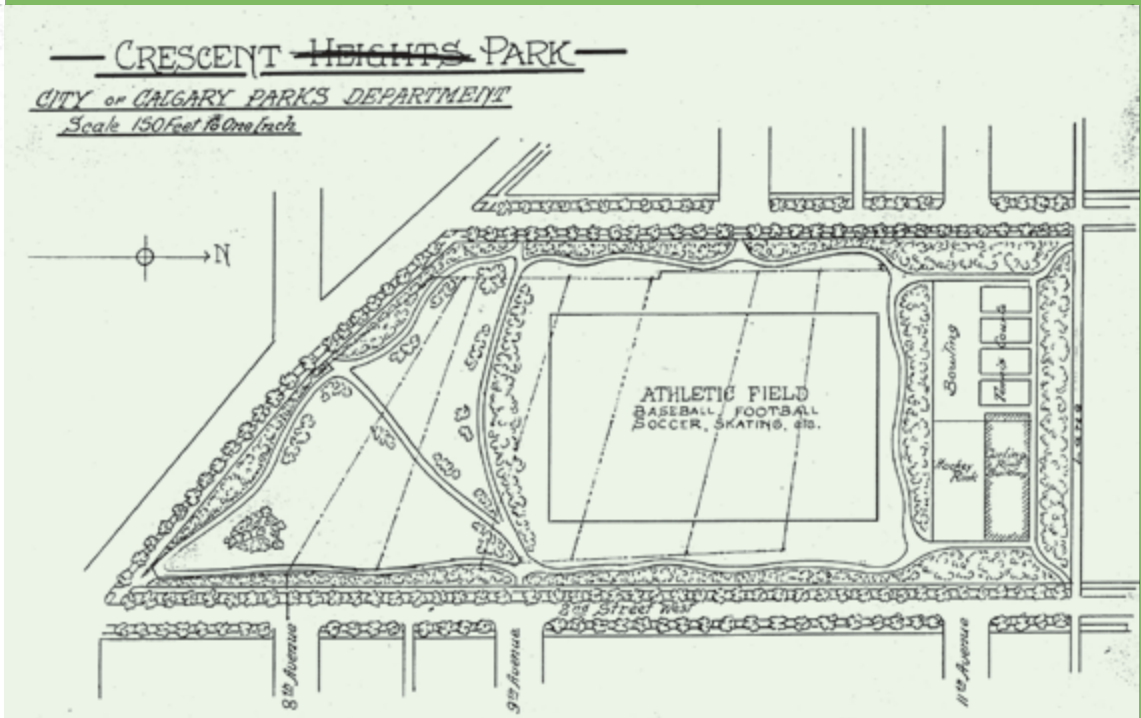 CRESCENT HEIGHTS PARK
CITY OF CALGARY PARKS DEPARTMENT
Scale 150 Feet to One Inch
N
Bowling
Tennis Courts
ATHLETIC FIELD
BASEBALL, FOOTBALL
SOCCER, SKATING, etc.
Hockey
Rink
Curling
Rink
2nd Street West
8th Avenue
9th Avenue
11th Avenue